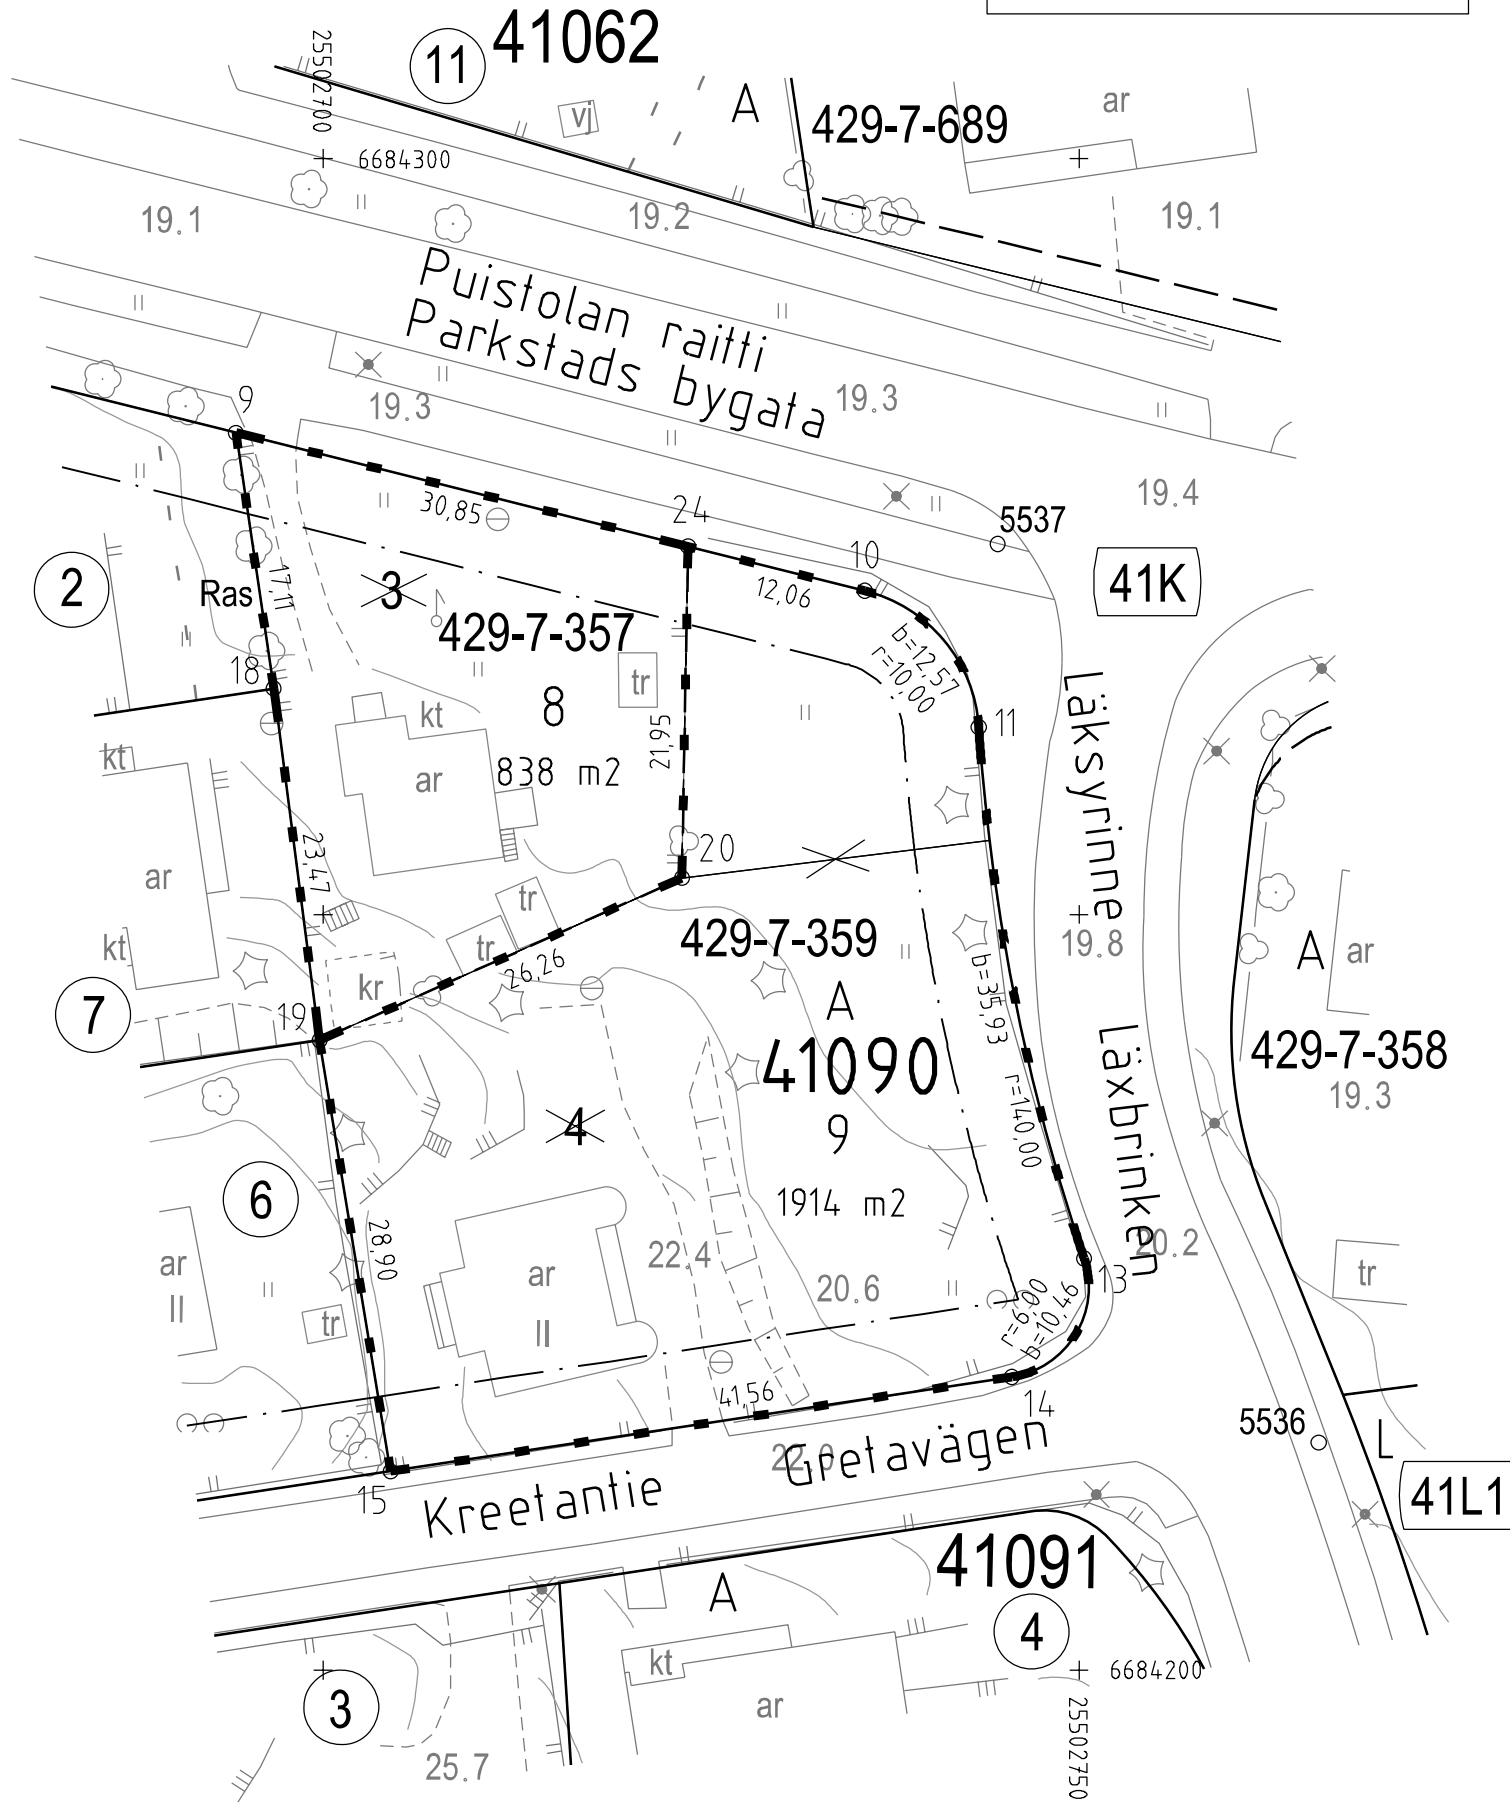 11
41062
25502700
6684300
vj
A
429-7-689
ar
19.1
19.2
19.1
Puistolan raitti
Parkstads bygata
19.3
19.3
9
30,85
24
19.4
5537
10
12,06
41K
2
Ras
17,11
3
429-7-357
b=12,57
r=10,00
18
8
tr
11
kt
kt
ar
838 m2
21,95
Läksyrinne
20
23,47
ar
tr
tr
kt
26,26
429-7-359
19.8
A
ar
b=35,93
kr
7
19
A
41090
Läxbrinken
429-7-358
19.3
4
9
r=140,00
6
1914 m2
28,90
22.4
20.2
ar
II
ar
II
20.6
13
tr
tr
r=6,00
b=10,46
41,56
14
5536
L
22.0
Gretavägen
Kreetantie
15
41L1
41091
A
4
kt
6684200
3
ar
25502750
25.7